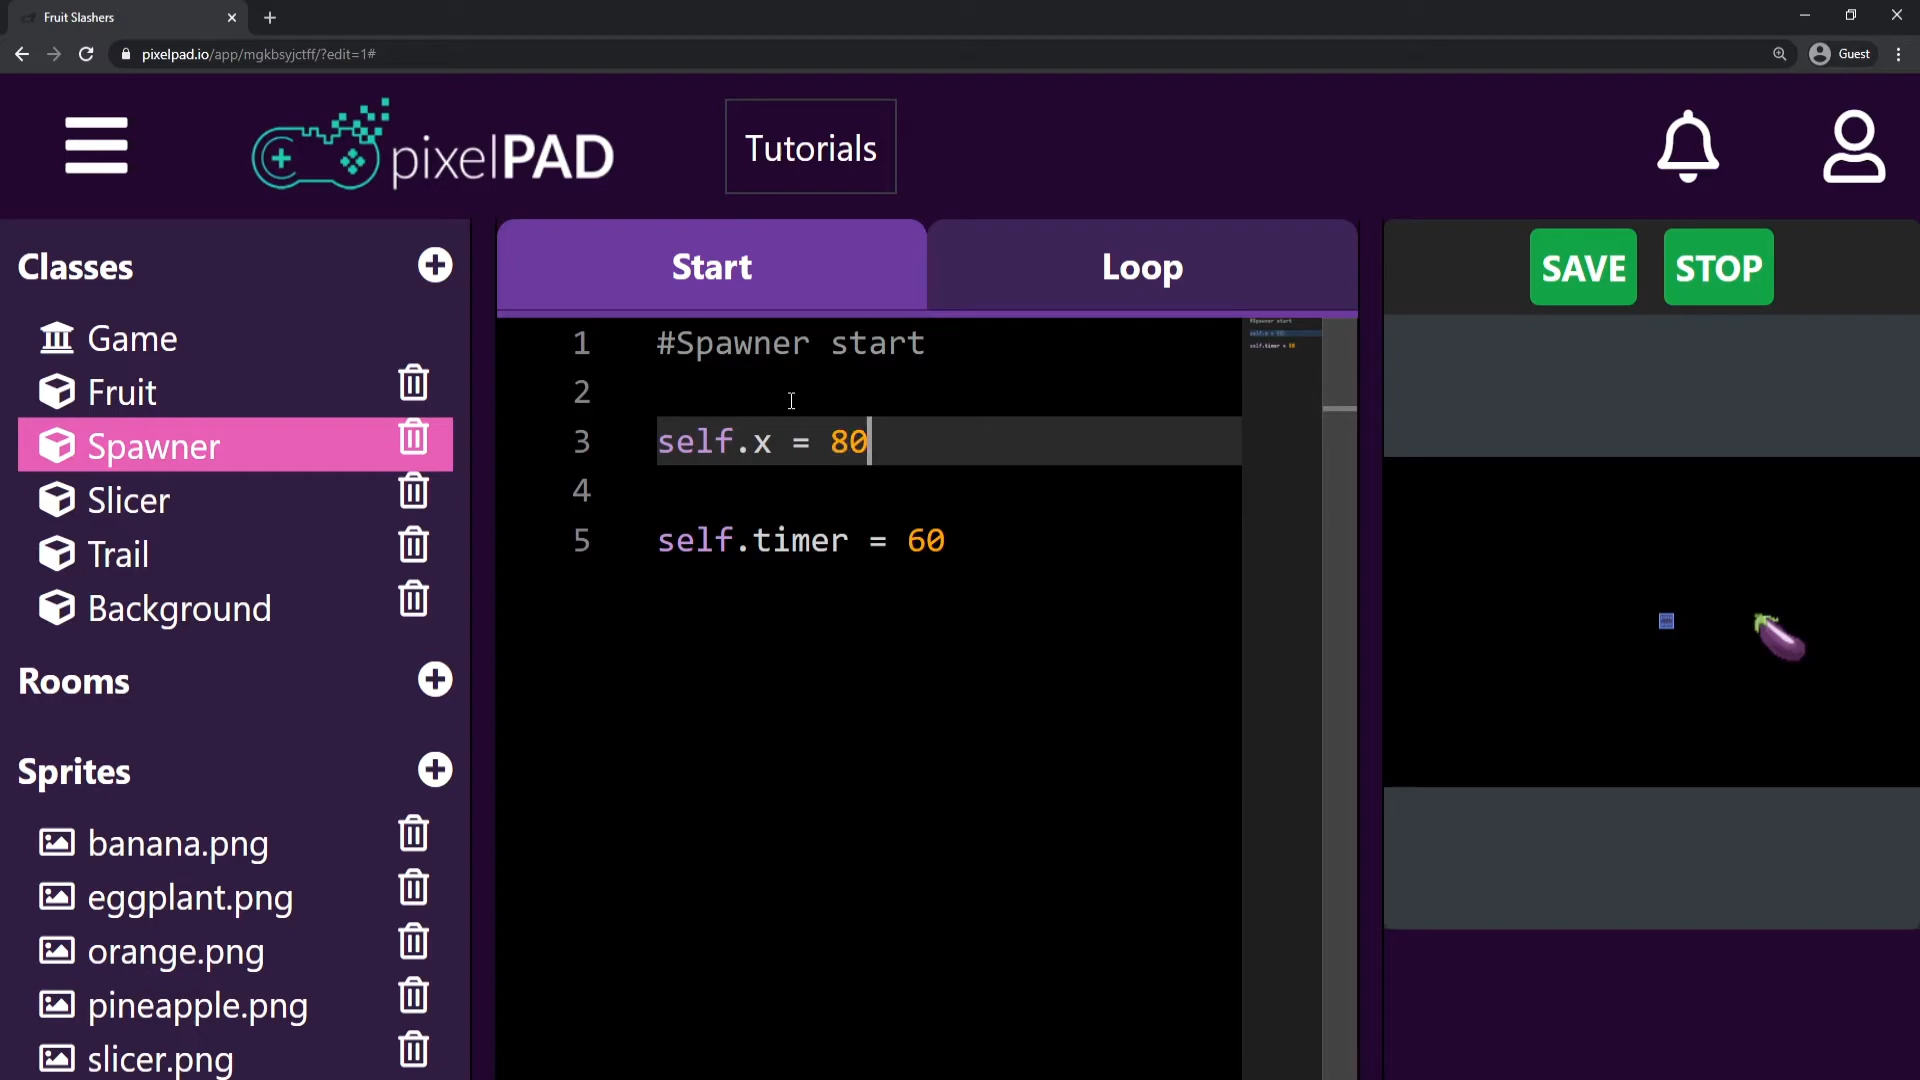 Fruit Slashers
pixelpad.io/app/mgkbsyjctff/?edit=1#
Guest
pixelPAD
Tutorials
Classes
Game
Fruit
Spawner
Slicer
Trail
Background
Rooms
Sprites
banana.png
eggplant.png
orange.png
pineapple.png
slicer.png
Start
Loop
1 #Spawner start
2
3 self.x = 80
4
5 self.timer = 60
SAVE
STOP